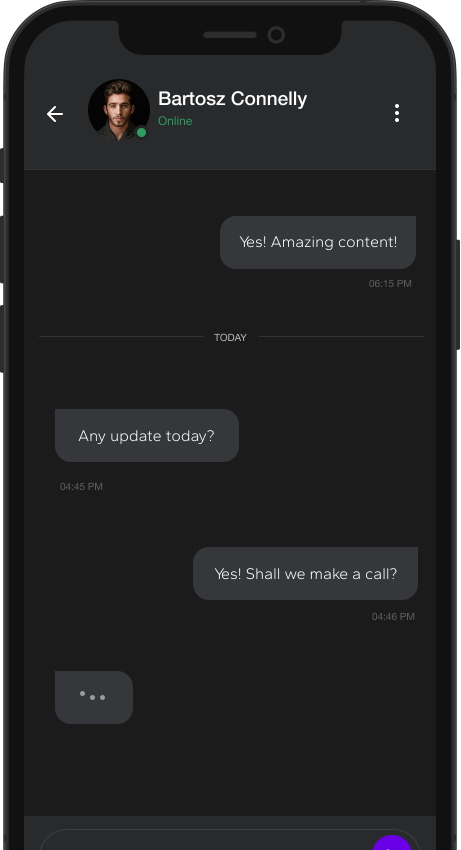 Bartosz Connelly
Online
Yes! Amazing content!
06:15 PM
TODAY
Any update today?
04:45 PM
Yes! Shall we make a call?
04:46 PM